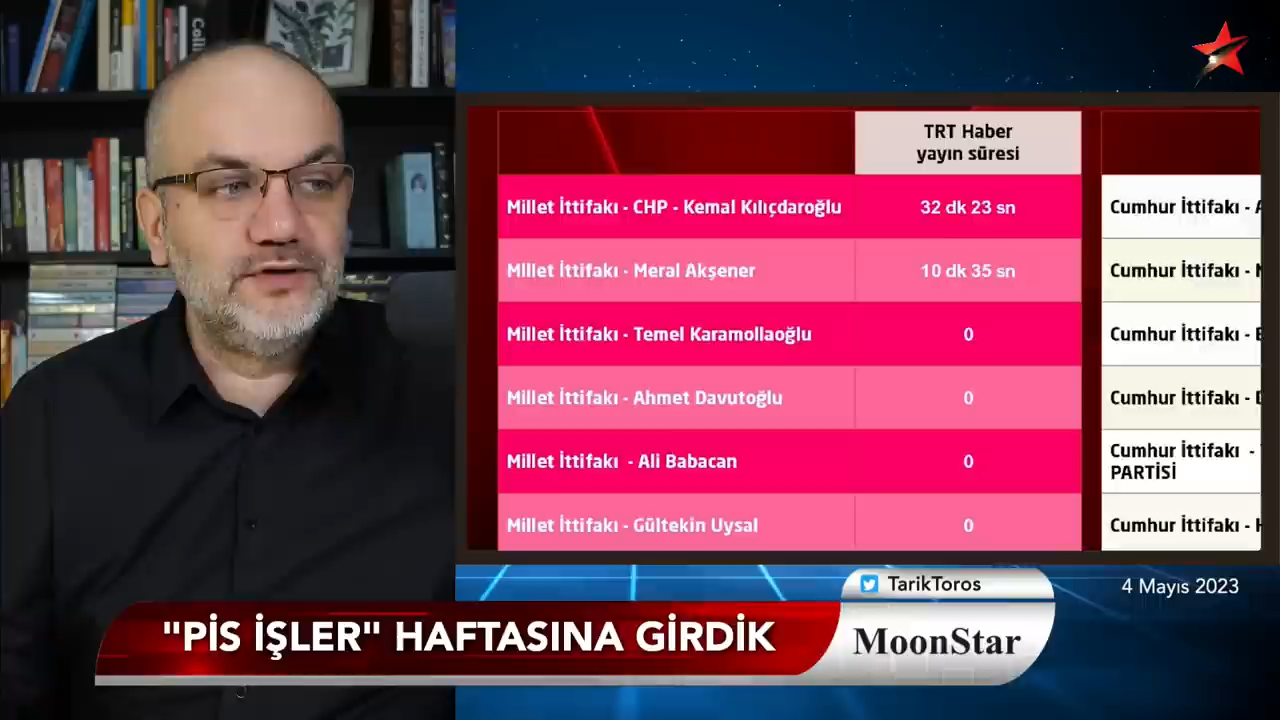 Coll
TRT Haber
yayın süresi
Millet İttifakı - CHP - Kemal Kılıçdaroğlu
32 dk 23 sn
Cumhur İttifakı -
Millet İttifakı - Meral Akşener
10 dk 35 sn
Cumhur İttifakı -
Millet İttifakı - Temel Karamollaoğlu
0
Cumhur İttifakı -
Millet İttifakı - Ahmet Davutoğlu
0
Cumhur İttifakı -
Millet İttifakı - Ali Babacan
0
Cumhur İttifakı -
PARTİSİ
Millet İttifakı - Gültekin Uysal
0
Cumhur İttifakı -
TarikToros
4 Mayıs 2023
"PİS İŞLER" HAFTASINA GİRDİK
MoonStar